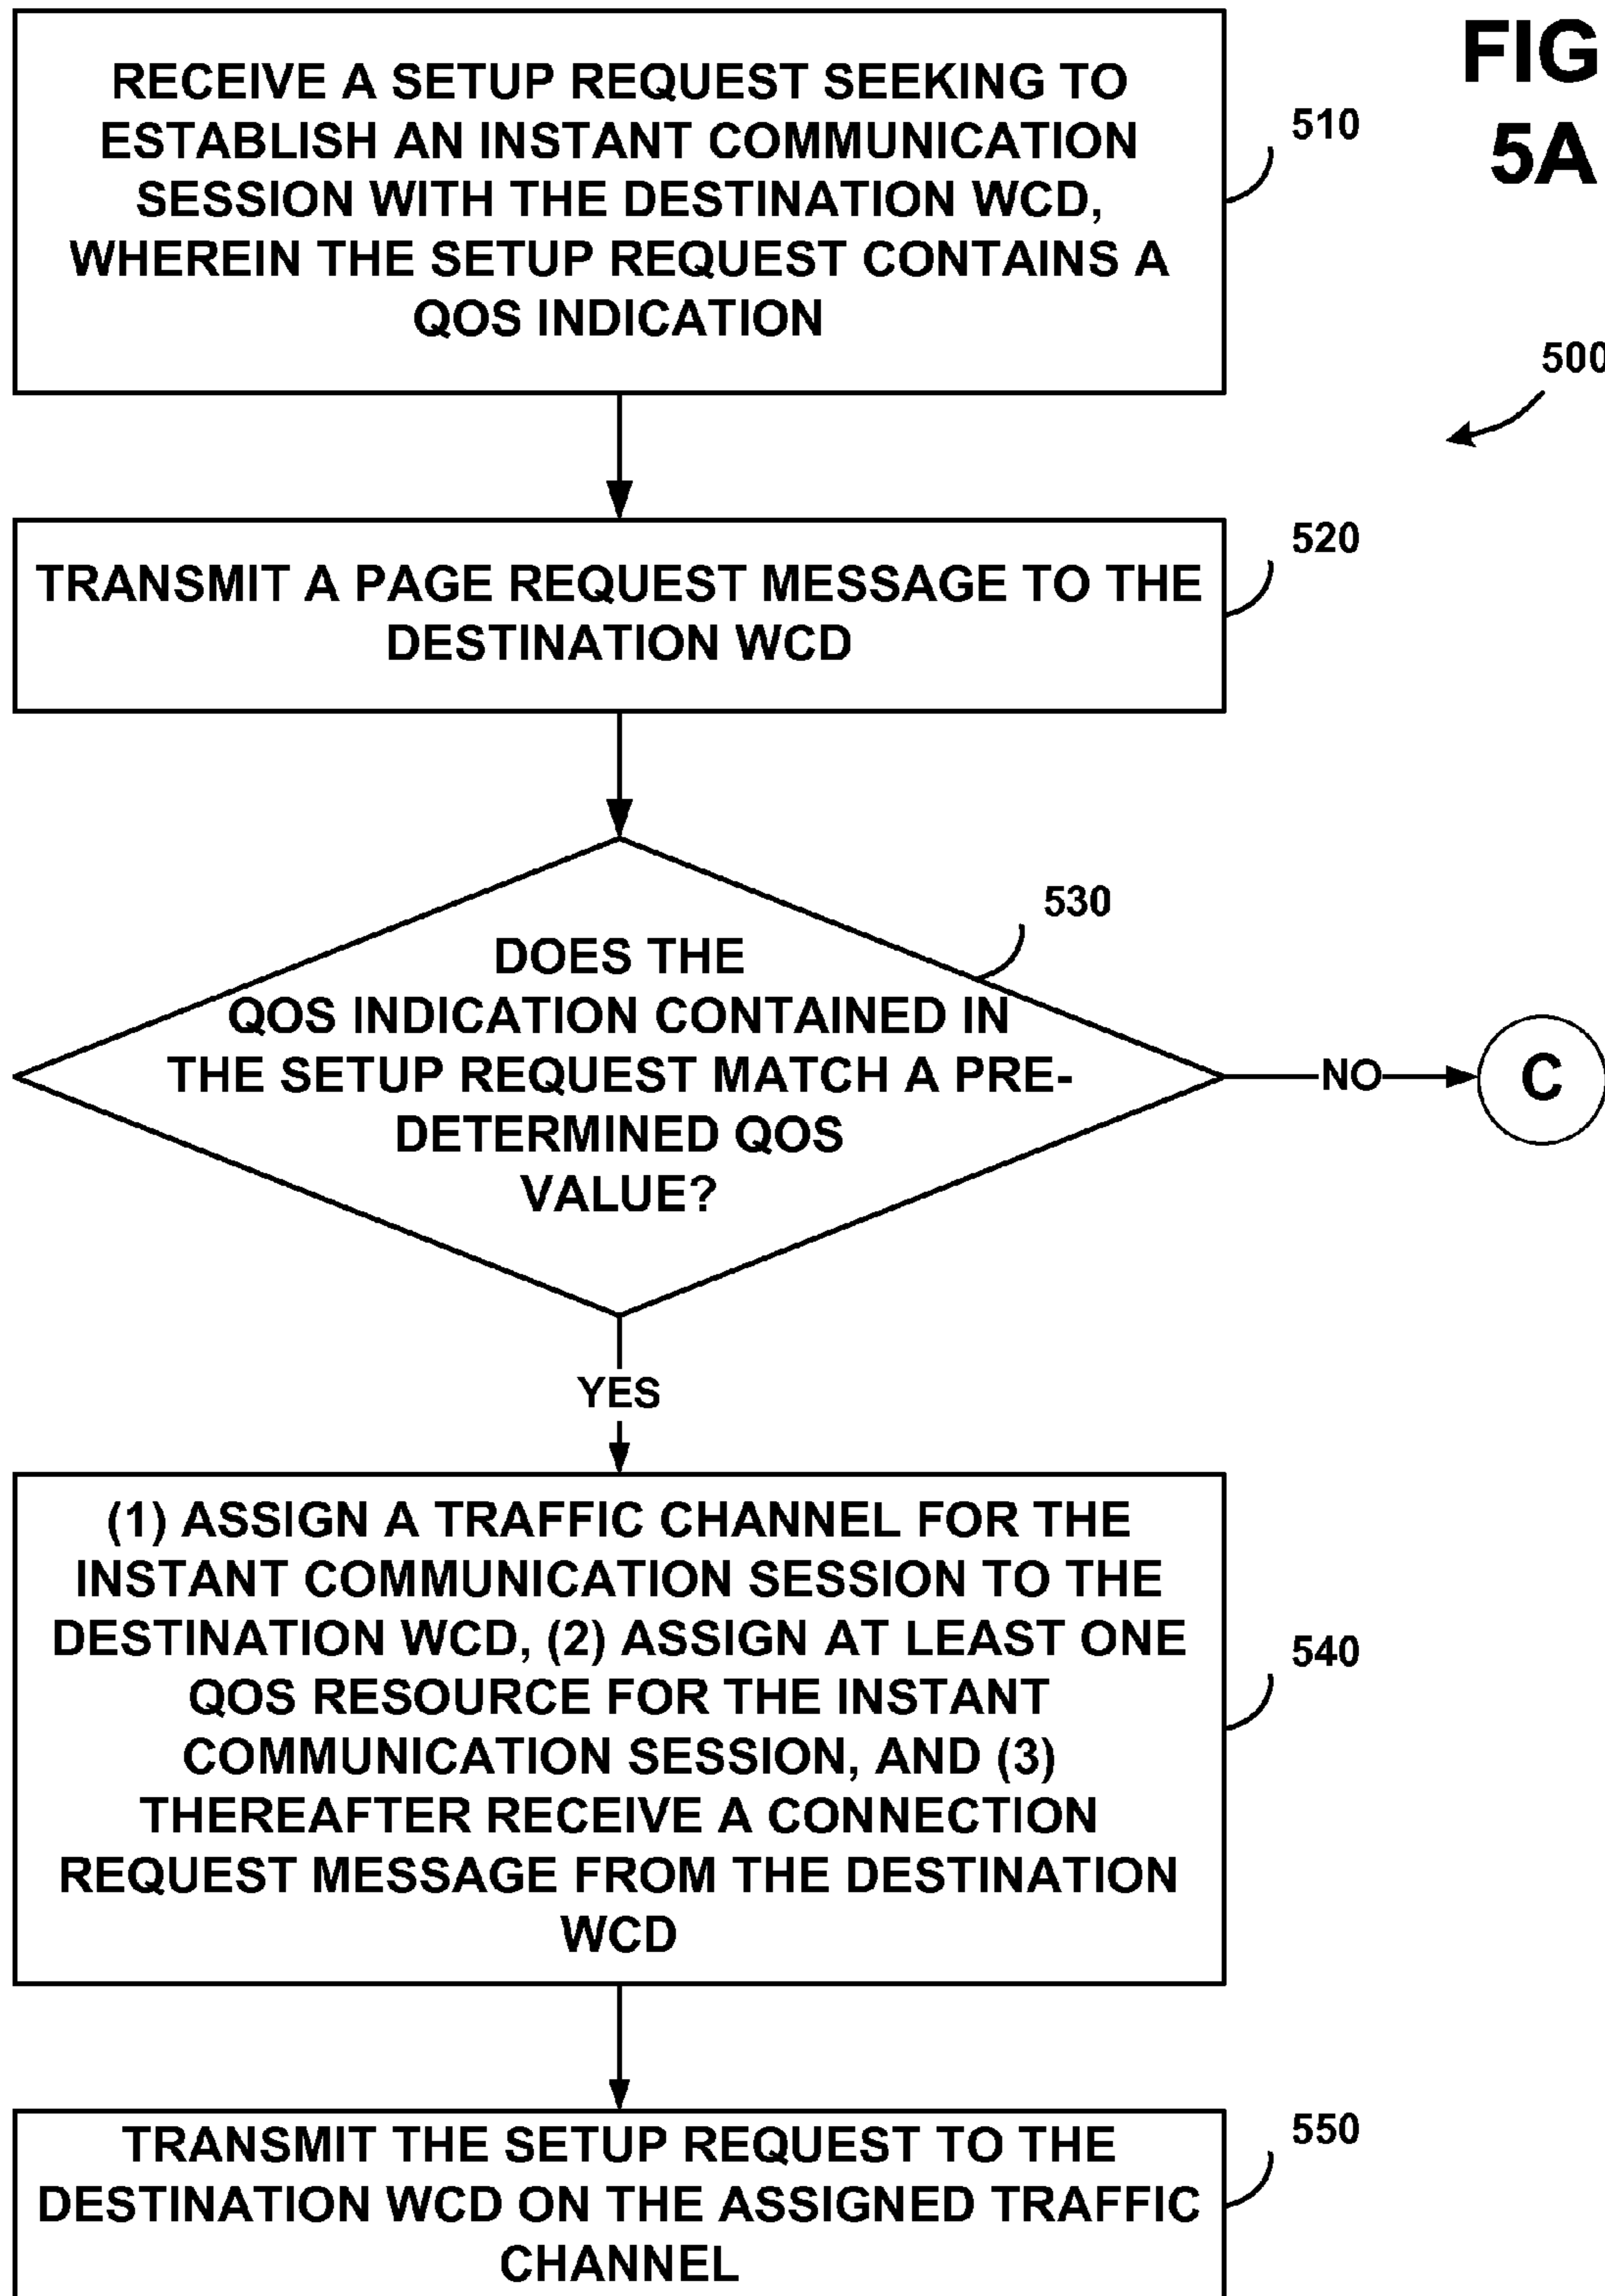 FIG
5A
RECEIVE A SETUP REQUEST SEEKING TO
ESTABLISH AN INSTANT COMMUNICATION
SESSION WITH THE DESTINATION WCD,
WHEREIN THE SETUP REQUEST CONTAINS A
QOS INDICATION
510
500
TRANSMIT A PAGE REQUEST MESSAGE TO THE
DESTINATION WCD
520
530
DOES THE
QOS INDICATION CONTAINED IN
THE SETUP REQUEST MATCH A PRE-
DETERMINED QOS
VALUE?
NO
C
YES
(1) ASSIGN A TRAFFIC CHANNEL FOR THE
INSTANT COMMUNICATION SESSION TO THE
DESTINATION WCD, (2) ASSIGN AT LEAST ONE
QOS RESOURCE FOR THE INSTANT
COMMUNICATION SESSION, AND (3)
THEREAFTER RECEIVE A CONNECTION
REQUEST MESSAGE FROM THE DESTINATION
WCD
540
TRANSMIT THE SETUP REQUEST TO THE
DESTINATION WCD ON THE ASSIGNED TRAFFIC
CHANNEL
550